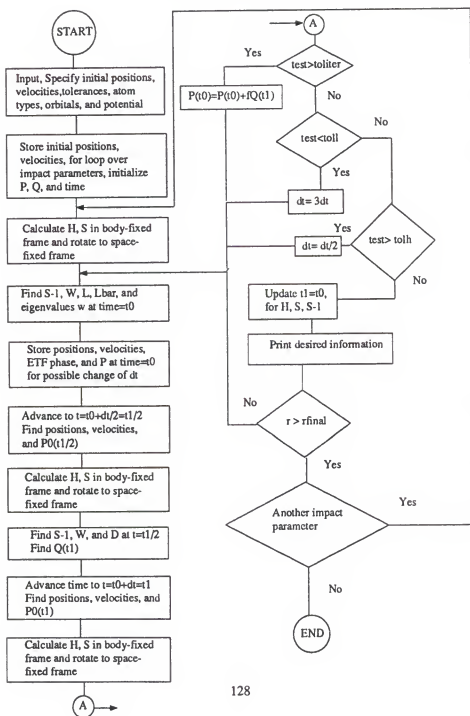 START
Input, Specify initial positions,
velocities,tolerances, atom
types, orbitals, and potential
Store initial positions,
velocities, for loop over
impact parameters, initialize
P, Q, and time
Calculate H, S in body-fixed
frame and rotate to space-
fixed frame
Find S-1, W, L, Lbar, and
eigenvalues w at time=t0
Store positions, velocities,
ETF phase, and P at time=t0
for possible change of dt
Advance to t=t0+dt/2=t1/2
Find positions, velocities,
and P0(t1/2)
Calculate H, S in body-fixed
frame and rotate to space-
fixed frame
Find S-1, W, and D at t=t1/2
Find Q(t1)
Advance time to t=t0+dt=t1
Find positions, velocities, and
P0(t1)
Calculate H, S in body-fixed
frame and rotate to space-
fixed frame
A
A
Yes
test>toliter
P(t0)=P(t0)+fQ(t1)
No
No
test<toll
Yes
dt= 3dt
Yes
dt= dt/2
test> tolh
No
Update t1=t0,
for H, S, S-1
Print desired information
No
r > rfinal
Yes
Another impact
parameter
Yes
No
END
128